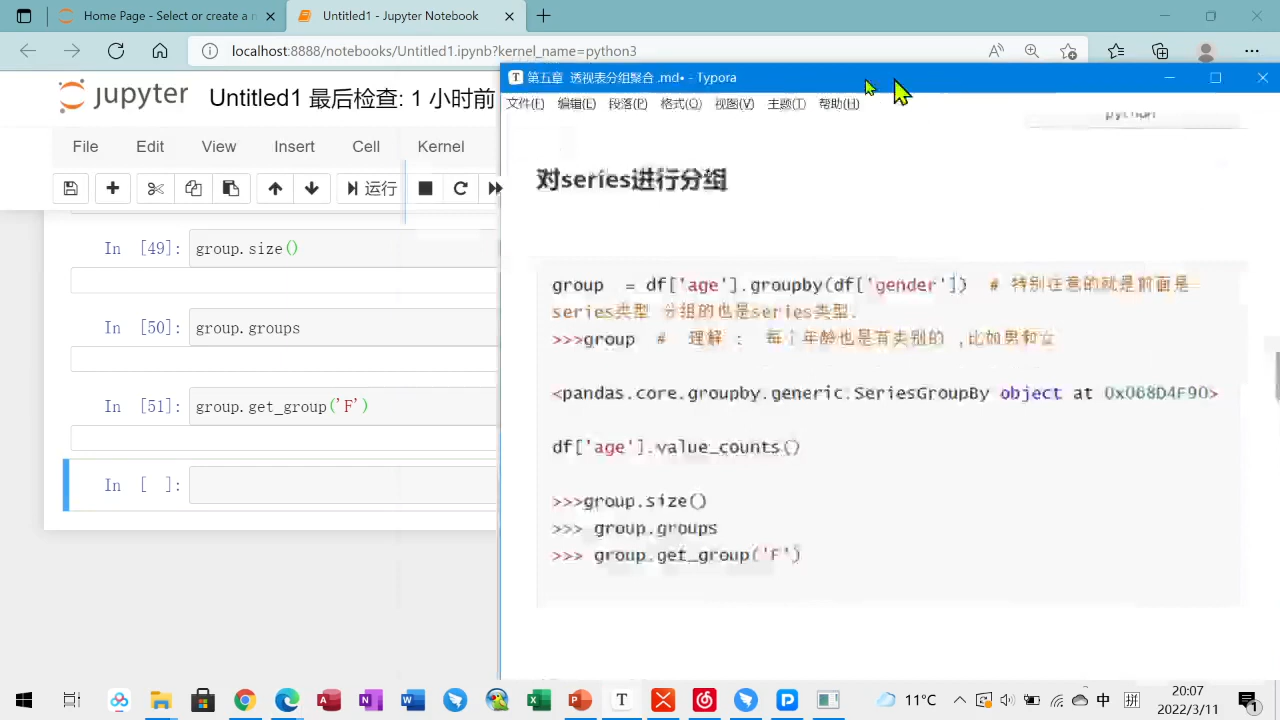 Home Page - Select or create a n
Untitled1 - Jupyter Notebook
localhost:8888/notebooks/Untitled1.ipynb?kernel_name=python3
jupyter Untitled1 最后检查: 1 小时前
File Edit View Insert Cell Kernel
运行
In [49]: group.size()
In [50]: group.groups
In [51]: group.get_group('F')
In [ ]:
第五章 透视表分组聚合 .md• - Typora
文件(F) 编辑(E) 段落(P) 格式(O) 视图(V) 主题(T) 帮助(H)
python
对series进行分组
group = df['age'].groupby(df['gender']) # 特别注意的就是前面是
series类型 分组的也是series类型.
>>>group # 理解 : 每个年龄也是有类别的 ,比如男和女
<pandas.core.groupby.generic.SeriesGroupBy object at 0x068D4F90>
df['age'].value_counts()
>>>group.size()
>>> group.groups
>>> group.get_group('F')
11°C
中
拼
20:07
2022/3/11
1